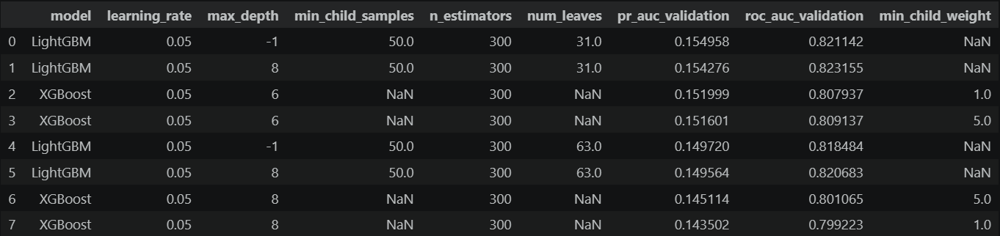 model learning_rate max_depth min_child_samples n_estimators num_leaves pr_auc_validation roc_auc_validation min_child_weight
0 LightGBM 0.05 -1 50.0 300 31.0 0.154958 0.821142 NaN
1 LightGBM 0.05 8 50.0 300 31.0 0.154276 0.823155 NaN
2 XGBoost 0.05 6 NaN 300 NaN 0.151999 0.807937 1.0
3 XGBoost 0.05 6 NaN 300 NaN 0.151601 0.809137 5.0
4 LightGBM 0.05 -1 50.0 300 63.0 0.149720 0.818484 NaN
5 LightGBM 0.05 8 50.0 300 63.0 0.149564 0.820683 NaN
6 XGBoost 0.05 8 NaN 300 NaN 0.145114 0.801065 5.0
7 XGBoost 0.05 8 NaN 300 NaN 0.143502 0.799223 1.0